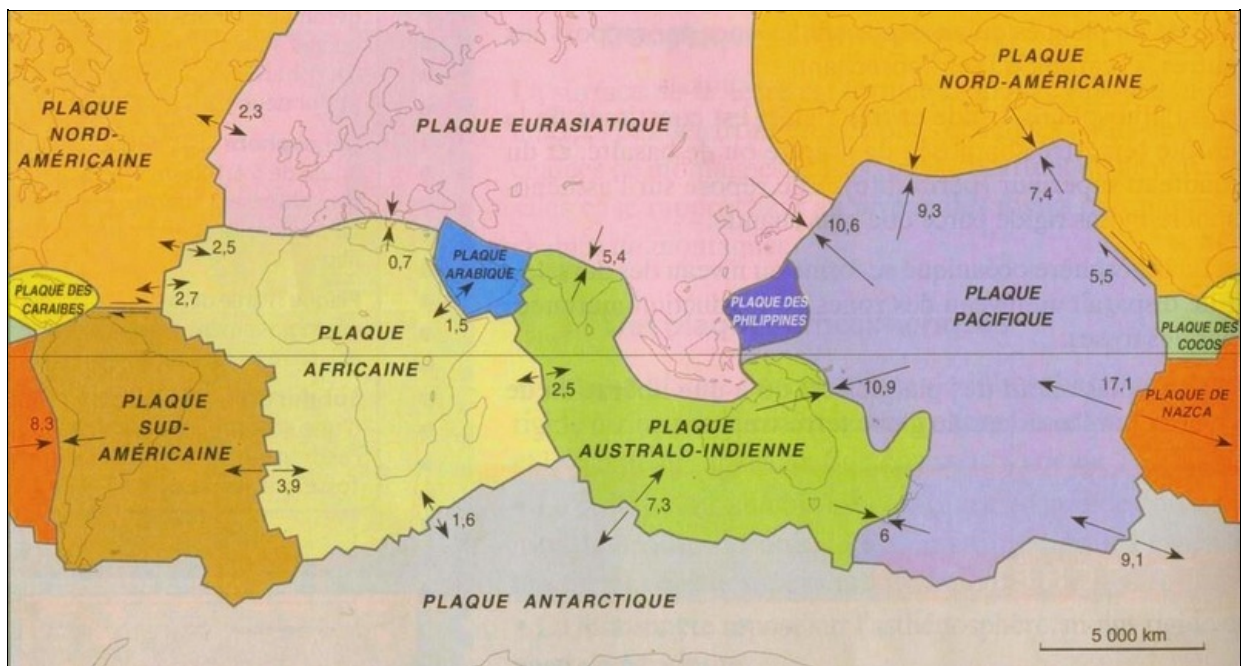 PLAQUE
NORD-
AMÉRICAINE
2,3
PLAQUE EURASIATIQUE
PLAQUE
NORD-AMÉRICAINE
9,3
7,4
10,6
5,5
2,5
2,7
0,7
PLAQUE
ARABIQUE
1,5
5,4
PLAQUE DES
CARAIBES
PLAQUE
AFRICAINE
PLAQUE DES
PHILIPPINES
PLAQUE
PACIFIQUE
PLAQUE DES
COCOS
2,5
10,9
17,1
PLAQUE DE
NAZCA
8,3
PLAQUE
SUD-
AMÉRICAINE
3,9
PLAQUE
AUSTRALO-INDIENNE
1,6
7,3
6
9,1
PLAQUE ANTARCTIQUE
5 000 km